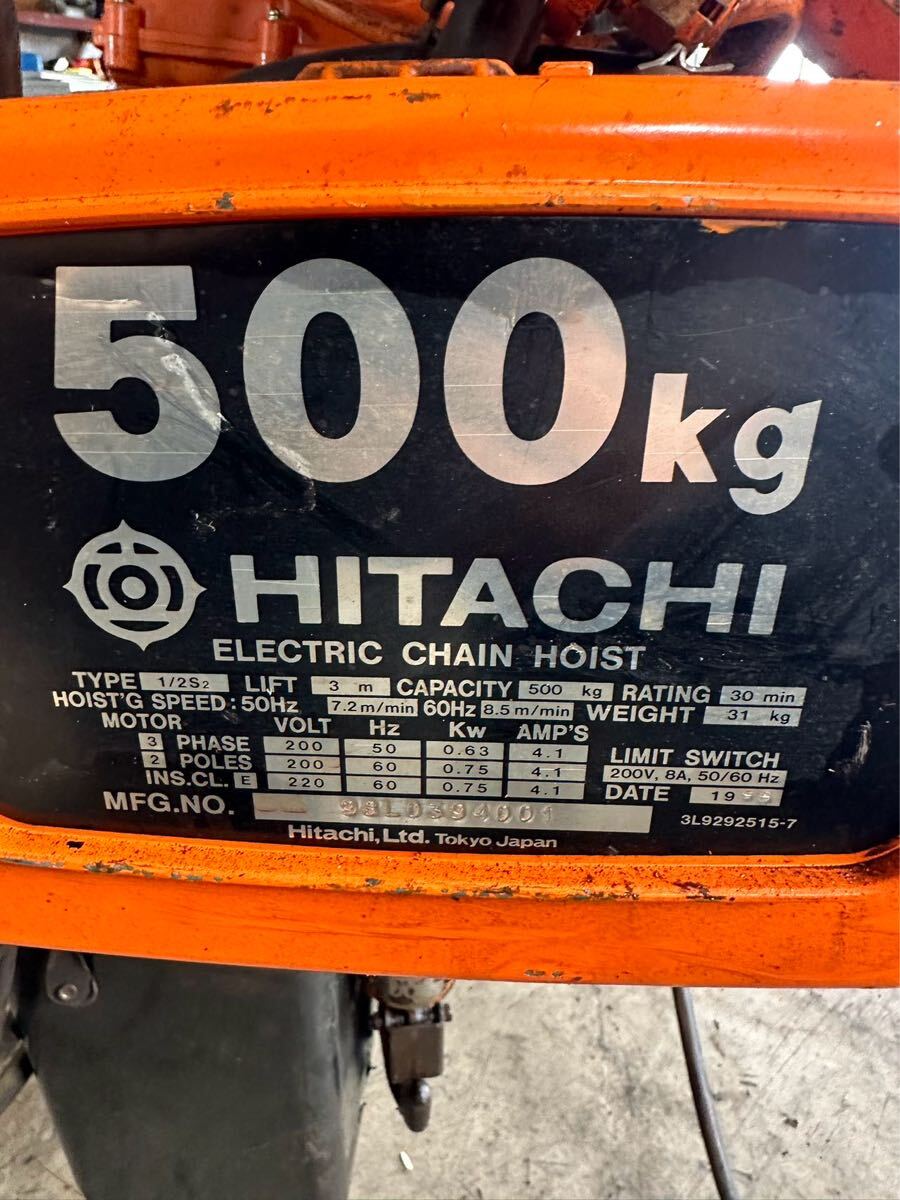 500kg
HITACHI
ELECTRIC CHAIN HOIST
TYPE 1/2S2 LIFT 3 m CAPACITY 500 kg RATING 30 min
HOIST'G SPEED: 50Hz 7.2 m/min 60Hz 8.5 m/min WEIGHT 31 kg
MOTOR VOLT Hz Kw AMP'S
3 PHASE 200 50 0.63 4.1 LIMIT SWITCH
2 POLES 200 60 0.75 4.1 200V, 8A, 50/60 Hz
INS.CL. E 220 60 0.75 4.1 DATE 19
MFG.NO. 3L9292515-7
Hitachi, Ltd. Tokyo Japan